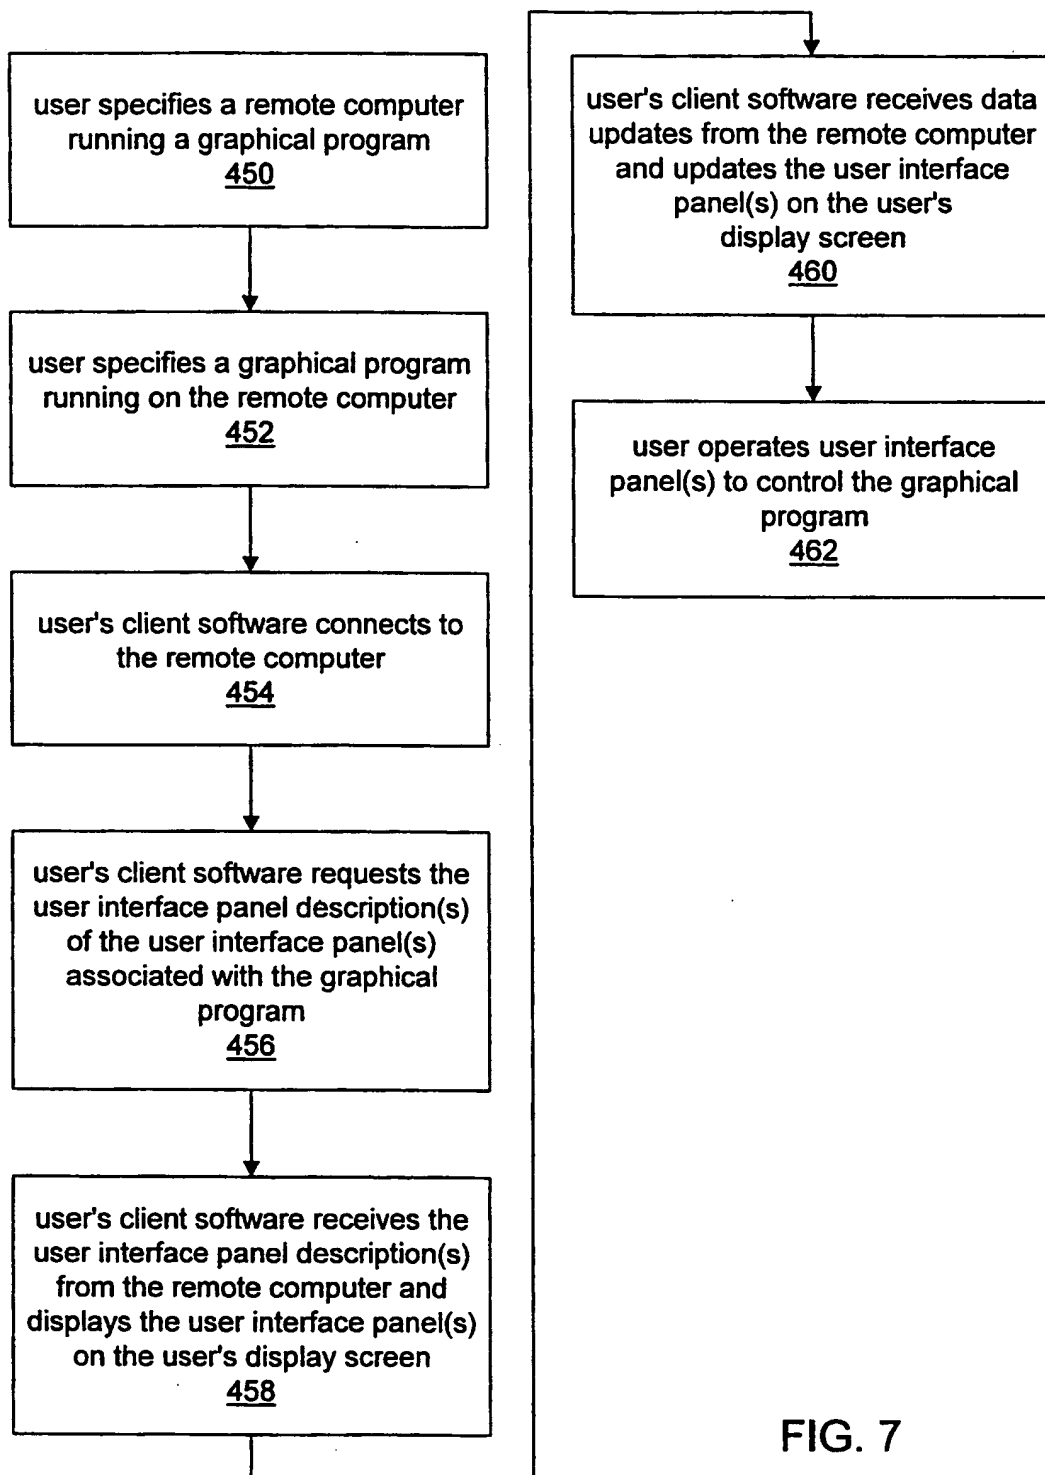 user specifies a remote computer
running a graphical program
450
user specifies a graphical program
running on the remote computer
452
user's client software connects to
the remote computer
454
user's client software requests the
user interface panel description(s)
of the user interface panel(s)
associated with the graphical
program
456
user's client software receives the
user interface panel description(s)
from the remote computer and
displays the user interface panel(s)
on the user's display screen
458
user's client software receives data
updates from the remote computer
and updates the user interface
panel(s) on the user's
display screen
460
user operates user interface
panel(s) to control the graphical
program
462
FIG. 7